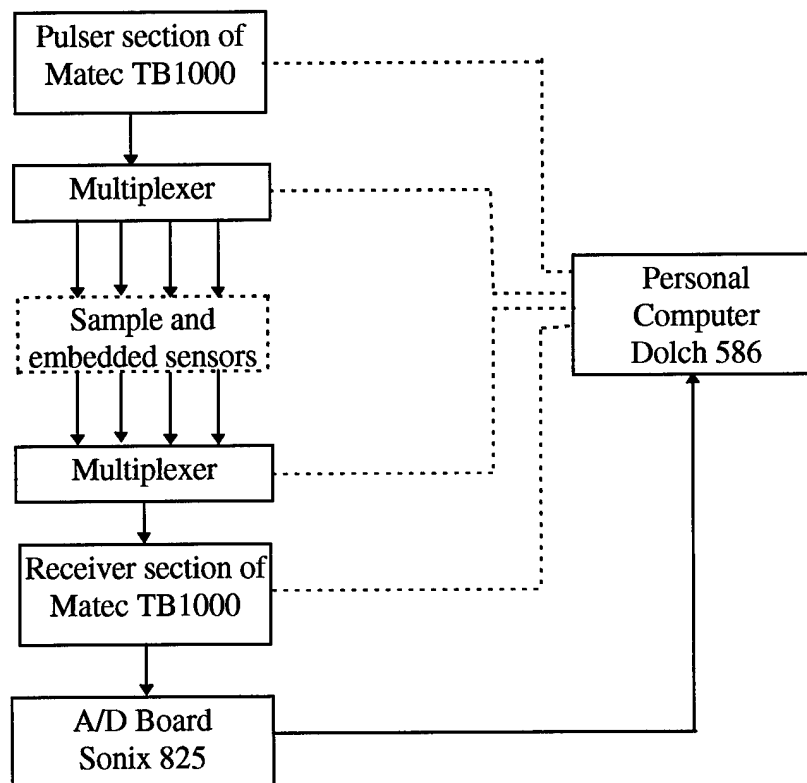 Pulser section of
Matec TB1000
Multiplexer
Sample and
embedded sensors
Multiplexer
Receiver section of
Matec TB1000
A/D Board
Sonix 825
Personal
Computer
Dolch 586